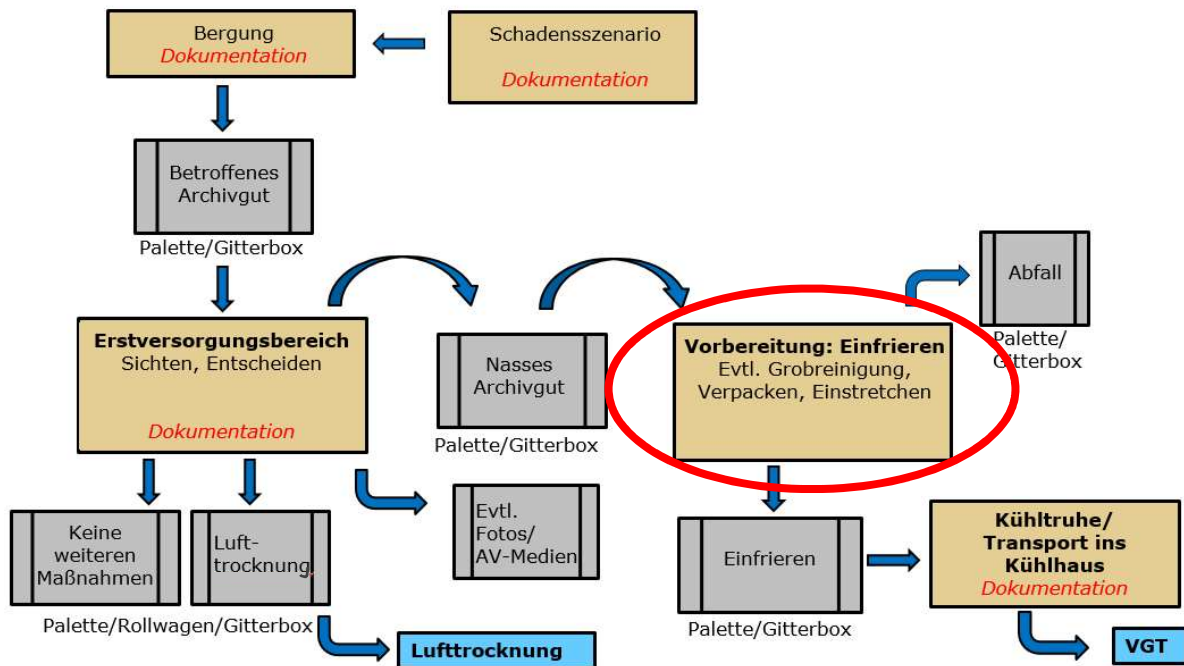 Bergung
Dokumentation
Schadensszenario
Dokumentation
Betroffenes
Archivgut
Palette/Gitterbox
Abfall
Palette/
Gitterbox
Erstversorgungsbereich
Sichten, Entscheiden
Dokumentation
Nasses
Archivgut
Palette/Gitterbox
Vorbereitung: Einfrieren
Evtl. Grobreinigung,
Verpacken, Einstretchen
Keine
weiteren
Maßnahmen
Luft-
trocknung
Palette/Rollwagen/Gitterbox
Evtl.
Fotos/
AV-Medien
Einfrieren
Palette/Gitterbox
Kühltruhe/
Transport ins
Kühlhaus
Dokumentation
Lufttrocknung
VGT